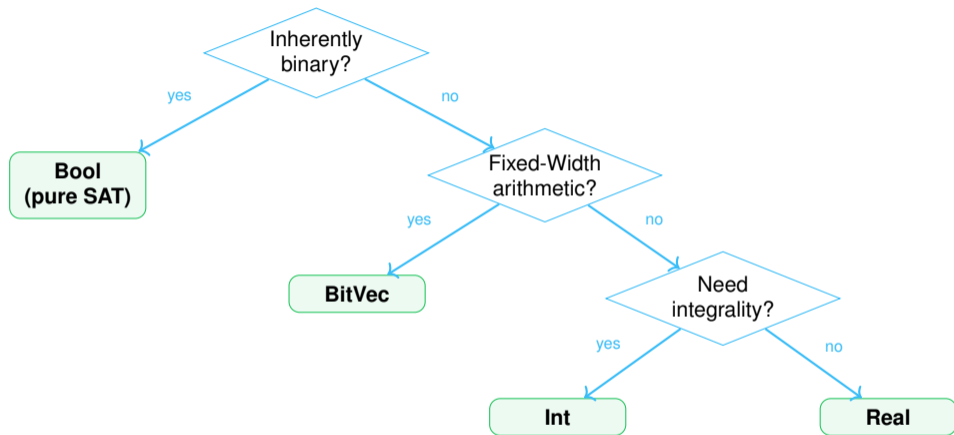 Inherently
binary?
yes
no
Bool
(pure SAT)
Fixed-Width
arithmetic?
yes
no
BitVec
Need
integrality?
yes
no
Int
Real